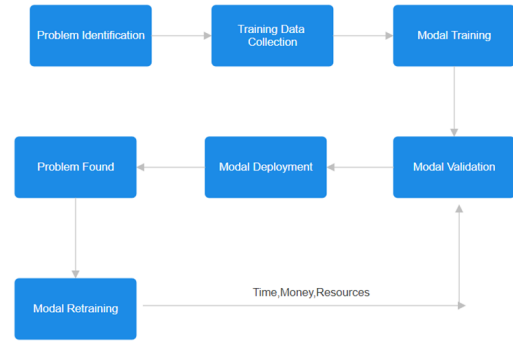 Problem Identification
Training Data
Collection
Modal Training
Problem Found
Modal Deployment
Modal Validation
Modal Retraining
Time,Money,Resources